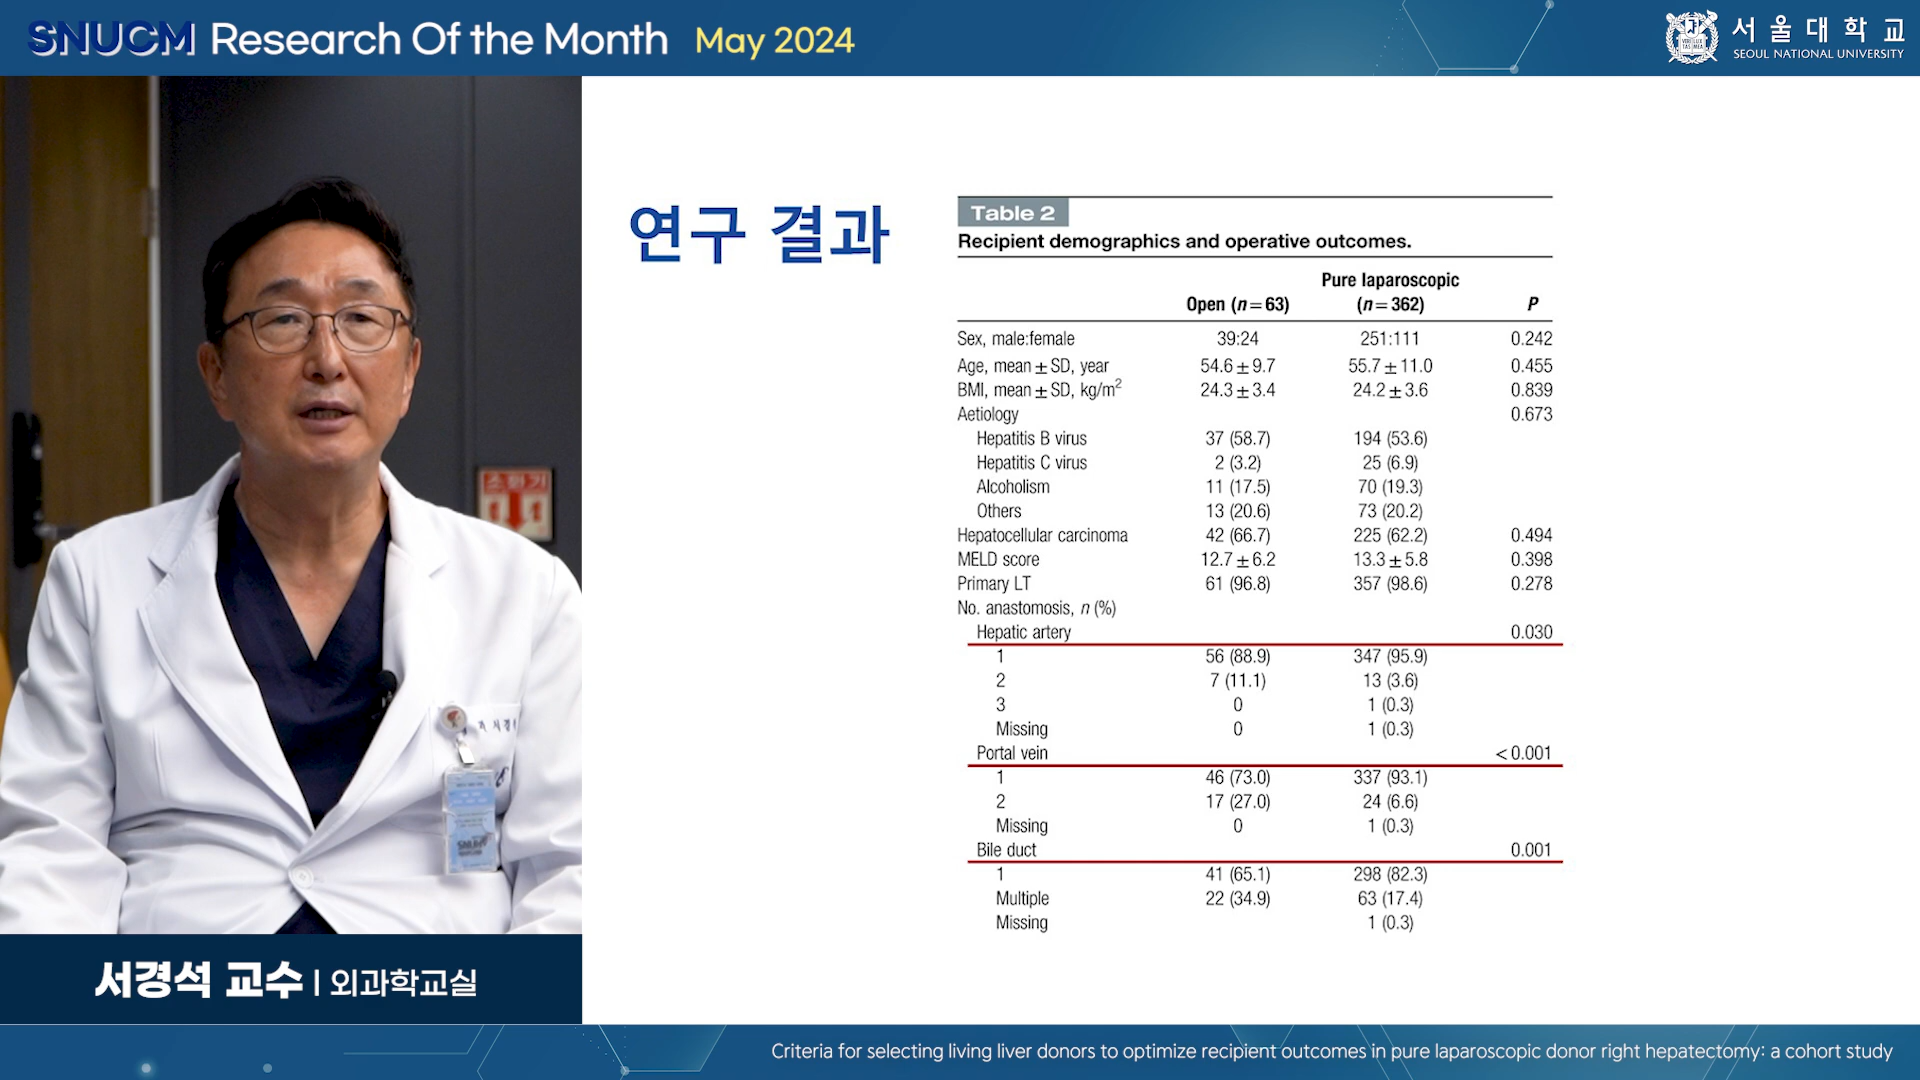 SNUCM Research Of the Month May 2024
서울대학교
SEOUL NATIONAL UNIVERSITY
연구 결과
Table 2
Recipient demographics and operative outcomes.
Open (n=63) Pure laparoscopic (n=362) P
Sex, male:female 39:24 251:111 0.242
Age, mean ± SD, year 54.6 ± 9.7 55.7 ± 11.0 0.455
BMI, mean ± SD, kg/m² 24.3 ± 3.4 24.2 ± 3.6 0.839
Aetiology 0.673
Hepatitis B virus 37 (58.7) 194 (53.6)
Hepatitis C virus 2 (3.2) 25 (6.9)
Alcoholism 11 (17.5) 70 (19.3)
Others 13 (20.6) 73 (20.2)
Hepatocellular carcinoma 42 (66.7) 225 (62.2) 0.494
MELD score 12.7 ± 6.2 13.3 ± 5.8 0.398
Primary LT 61 (96.8) 357 (98.6) 0.278
No. anastomosis, n (%)
Hepatic artery 0.030
1 56 (88.9) 347 (95.9)
2 7 (11.1) 13 (3.6)
3 0 1 (0.3)
Missing 0 1 (0.3)
Portal vein <0.001
1 46 (73.0) 337 (93.1)
2 17 (27.0) 24 (6.6)
Missing 0 1 (0.3)
Bile duct 0.001
1 41 (65.1) 298 (82.3)
Multiple 22 (34.9) 63 (17.4)
Missing 1 (0.3)
소화기
서경석 교수 | 외과학교실
Criteria for selecting living liver donors to optimize recipient outcomes in pure laparoscopic donor right hepatectomy: a cohort study